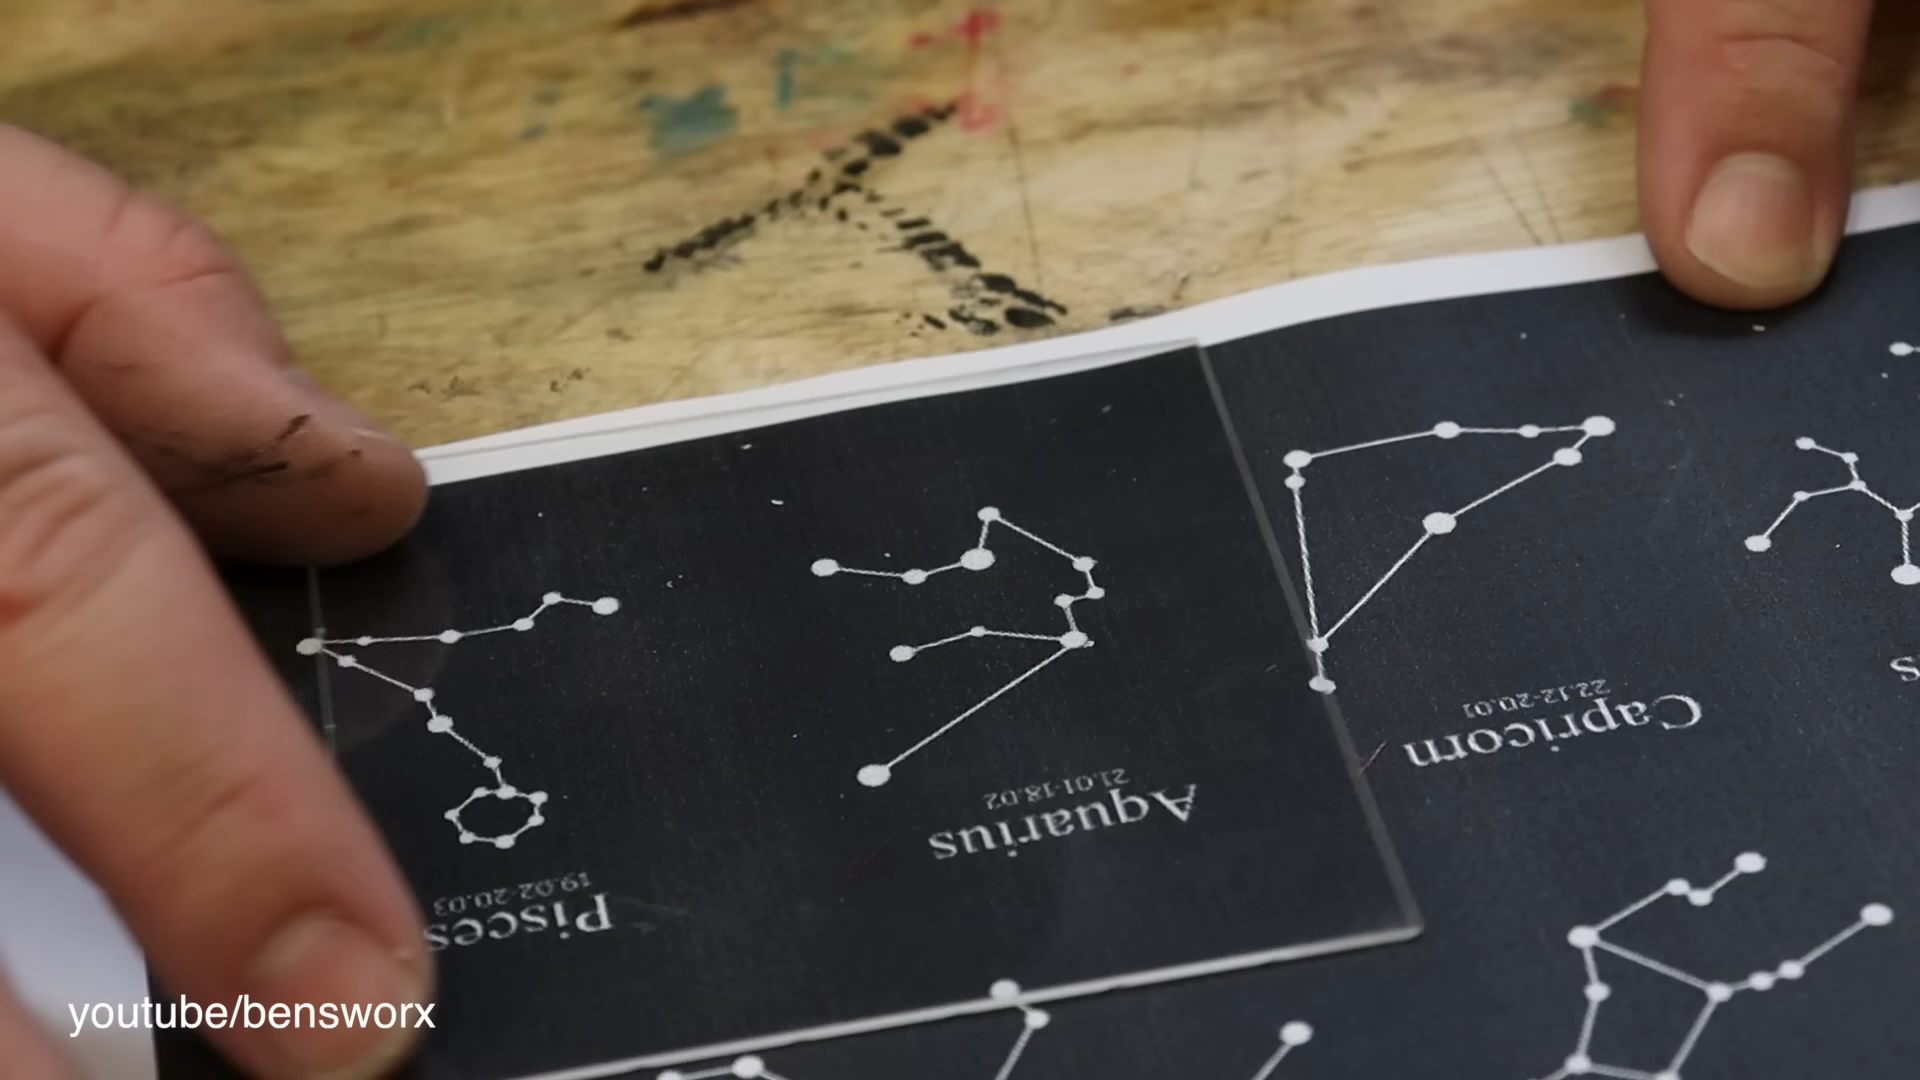 Pisces
19.02-20.03
Aquarius
21.01-18.02
Capricorn
22.12-20.01
s
youtube/bensworx